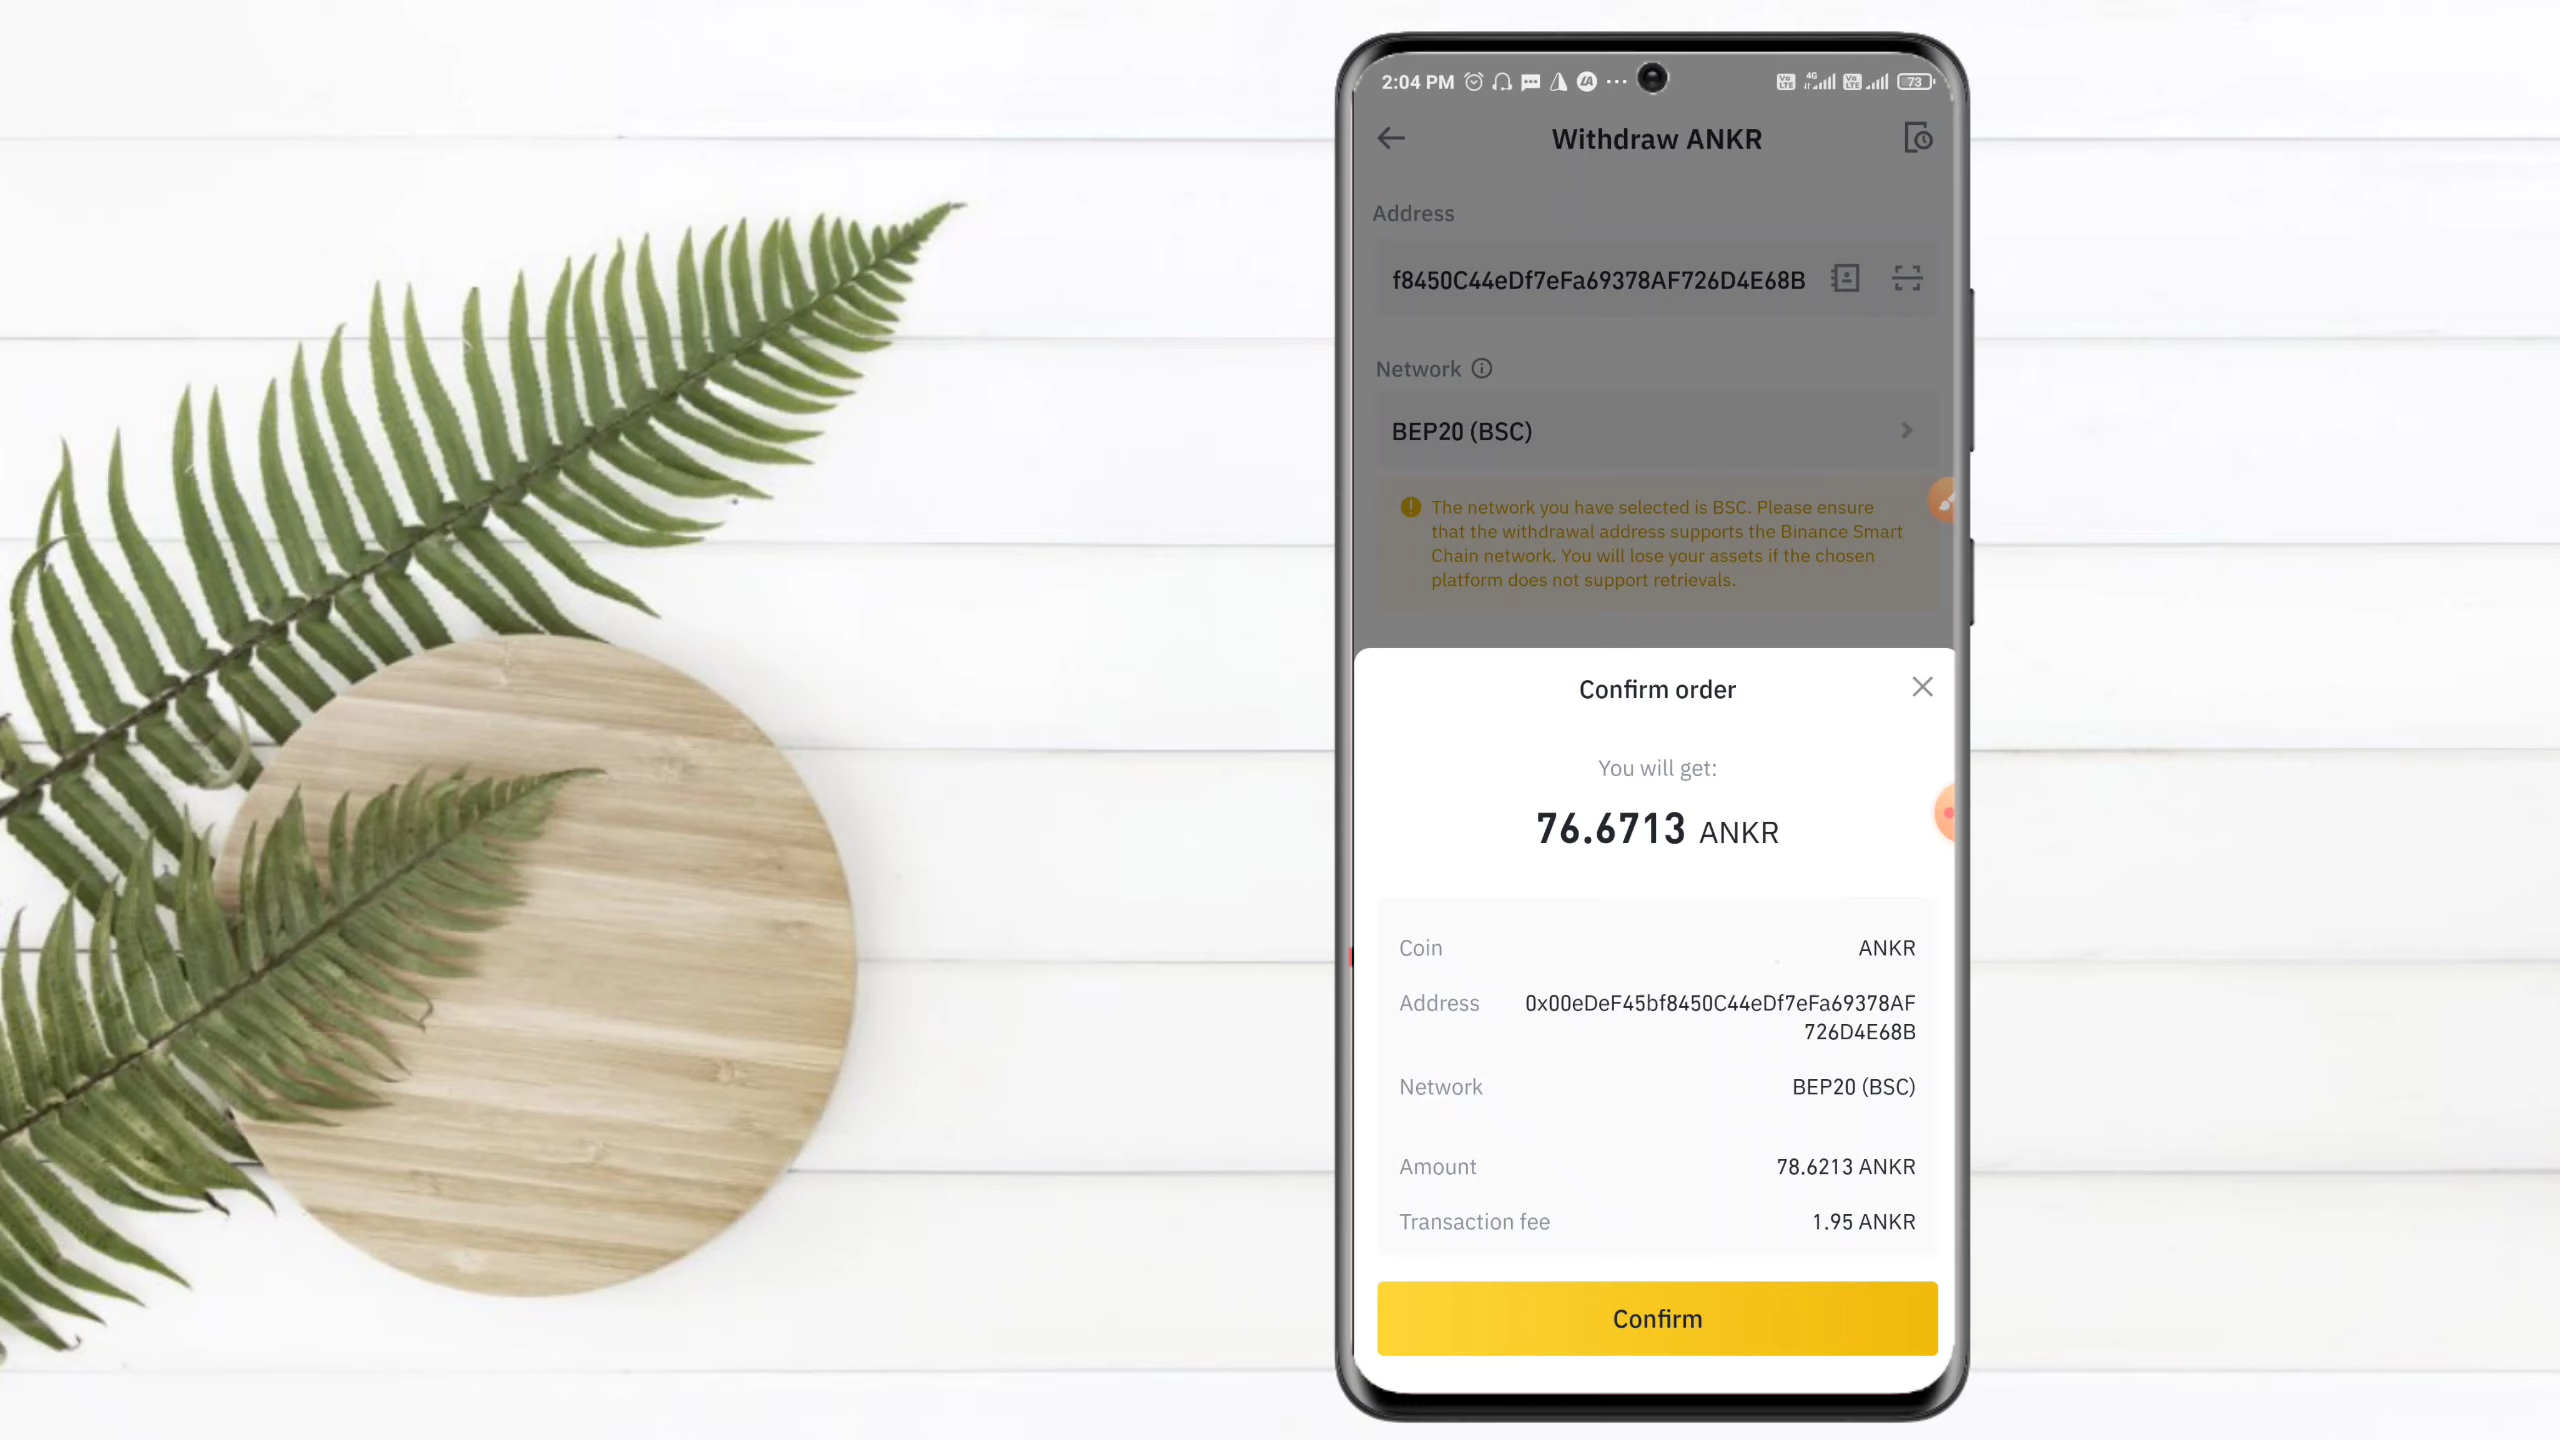 2:04 PM
4G
73
Withdraw ANKR
Address
f8450C44eDf7eFa69378AF726D4E68B
Network
BEP20 (BSC)
The network you have selected is BSC. Please ensure
that the withdrawal address supports the Binance Smart
Chain network. You will lose your assets if the chosen
platform does not support retrievals.
Confirm order
You will get:
76.6713 ANKR
Coin ANKR
Address 0x00eDeF45bf8450C44eDf7eFa69378AF
726D4E68B
Network BEP20 (BSC)
Amount 78.6213 ANKR
Transaction fee 1.95 ANKR
Confirm